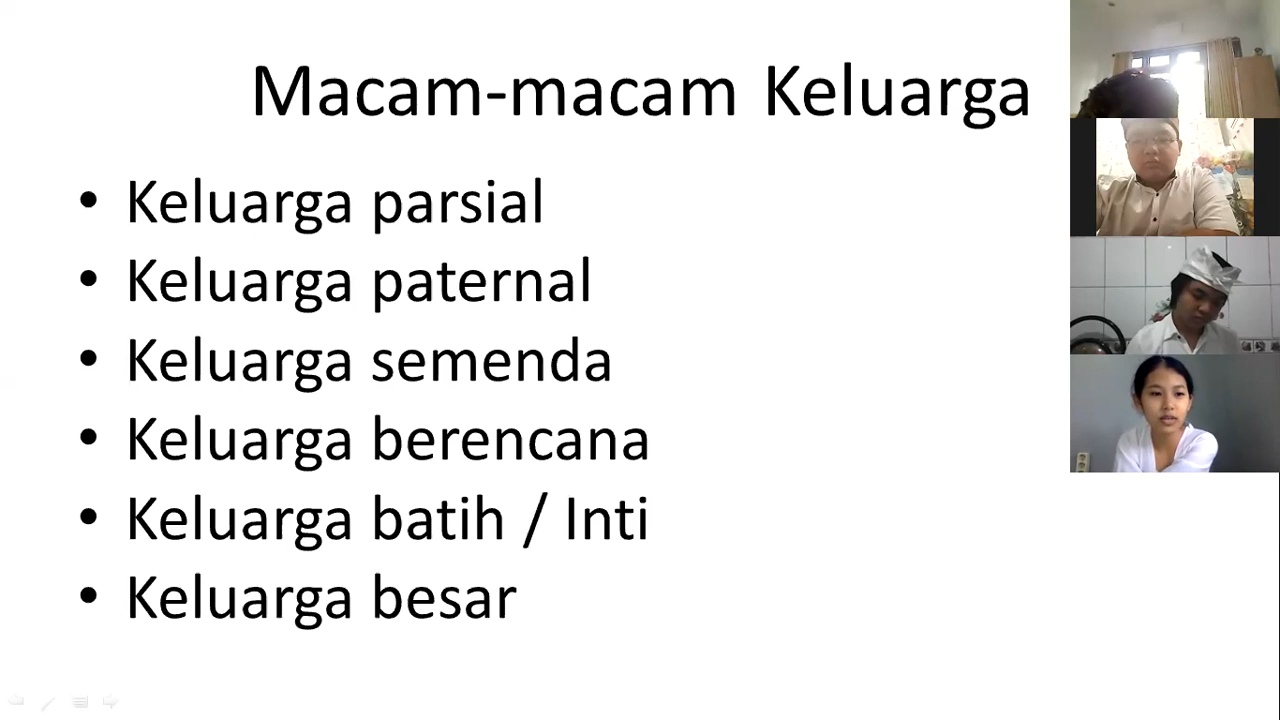 Macam-macam Keluarga
• Keluarga parsial
• Keluarga paternal
• Keluarga semenda
• Keluarga berencana
• Keluarga batih / Inti
• Keluarga besar